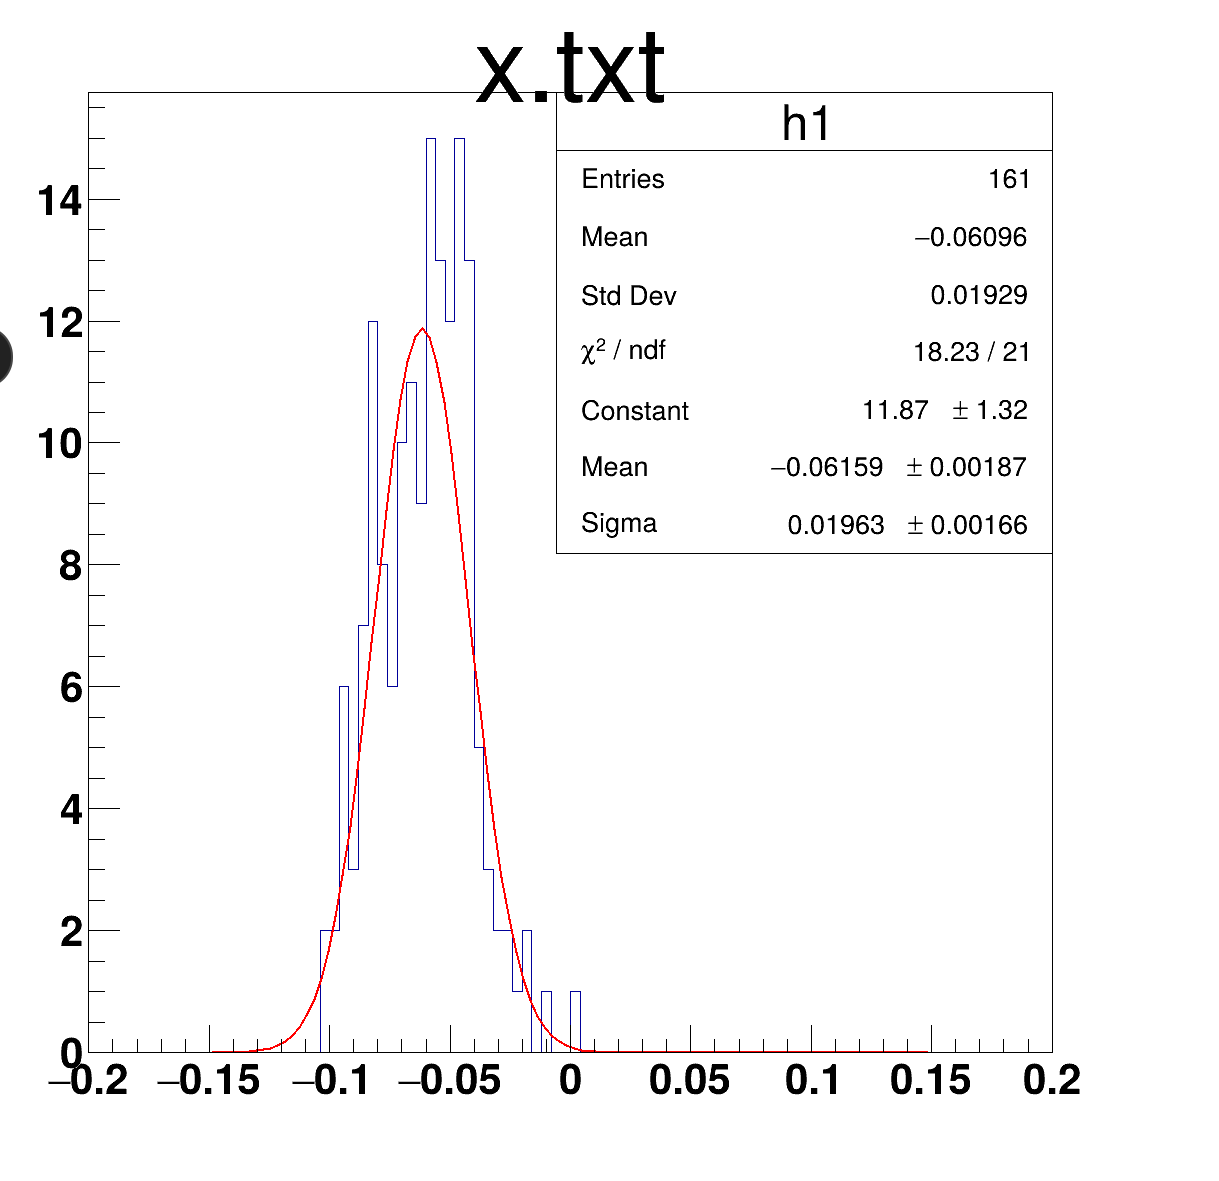 x.txt
h1
Entries 161
Mean −0.06096
Std Dev 0.01929
χ² / ndf 18.23 / 21
Constant 11.87 ± 1.32
Mean −0.06159 ± 0.00187
Sigma 0.01963 ± 0.00166
14
12
10
8
6
4
2
0
−0.2 −0.15 −0.1 −0.05 0 0.05 0.1 0.15 0.2